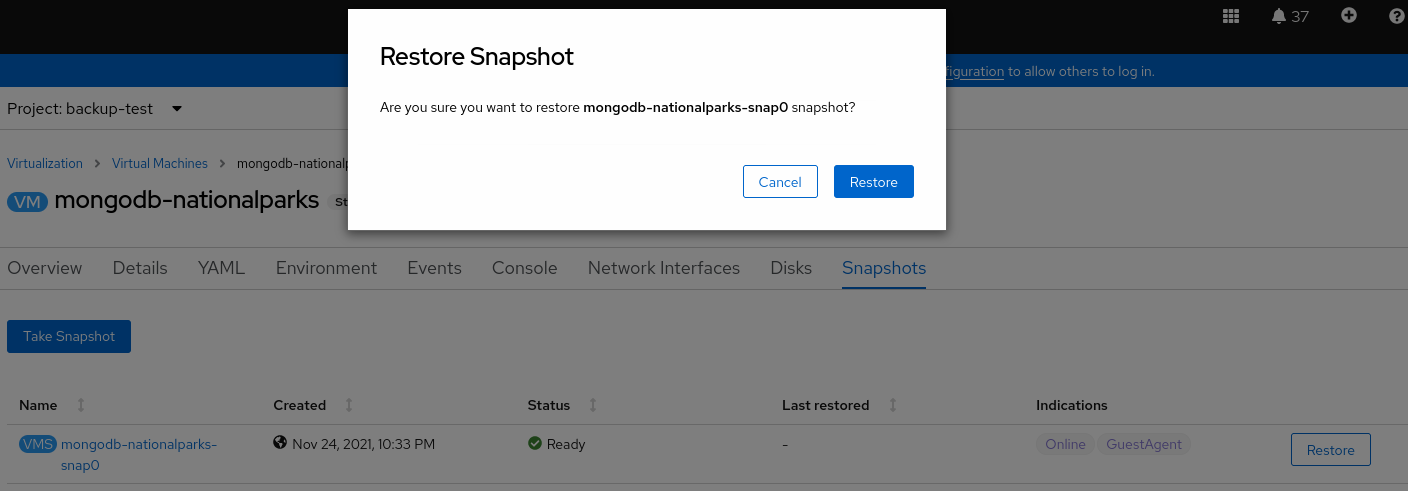 37
Restore Snapshot
figuration to allow others to log in.
Are you sure you want to restore mongodb-nationalparks-snap0 snapshot?
Project: backup-test
Virtualization > Virtual Machines > mongodb-national
Cancel Restore
VM mongodb-nationalparks St
Overview Details YAML Environment Events Console Network Interfaces Disks Snapshots
Take Snapshot
Name Created Status Last restored Indications
VMS mongodb-nationalparks- Nov 24, 2021, 10:33 PM Ready - Online GuestAgent Restore
snap0